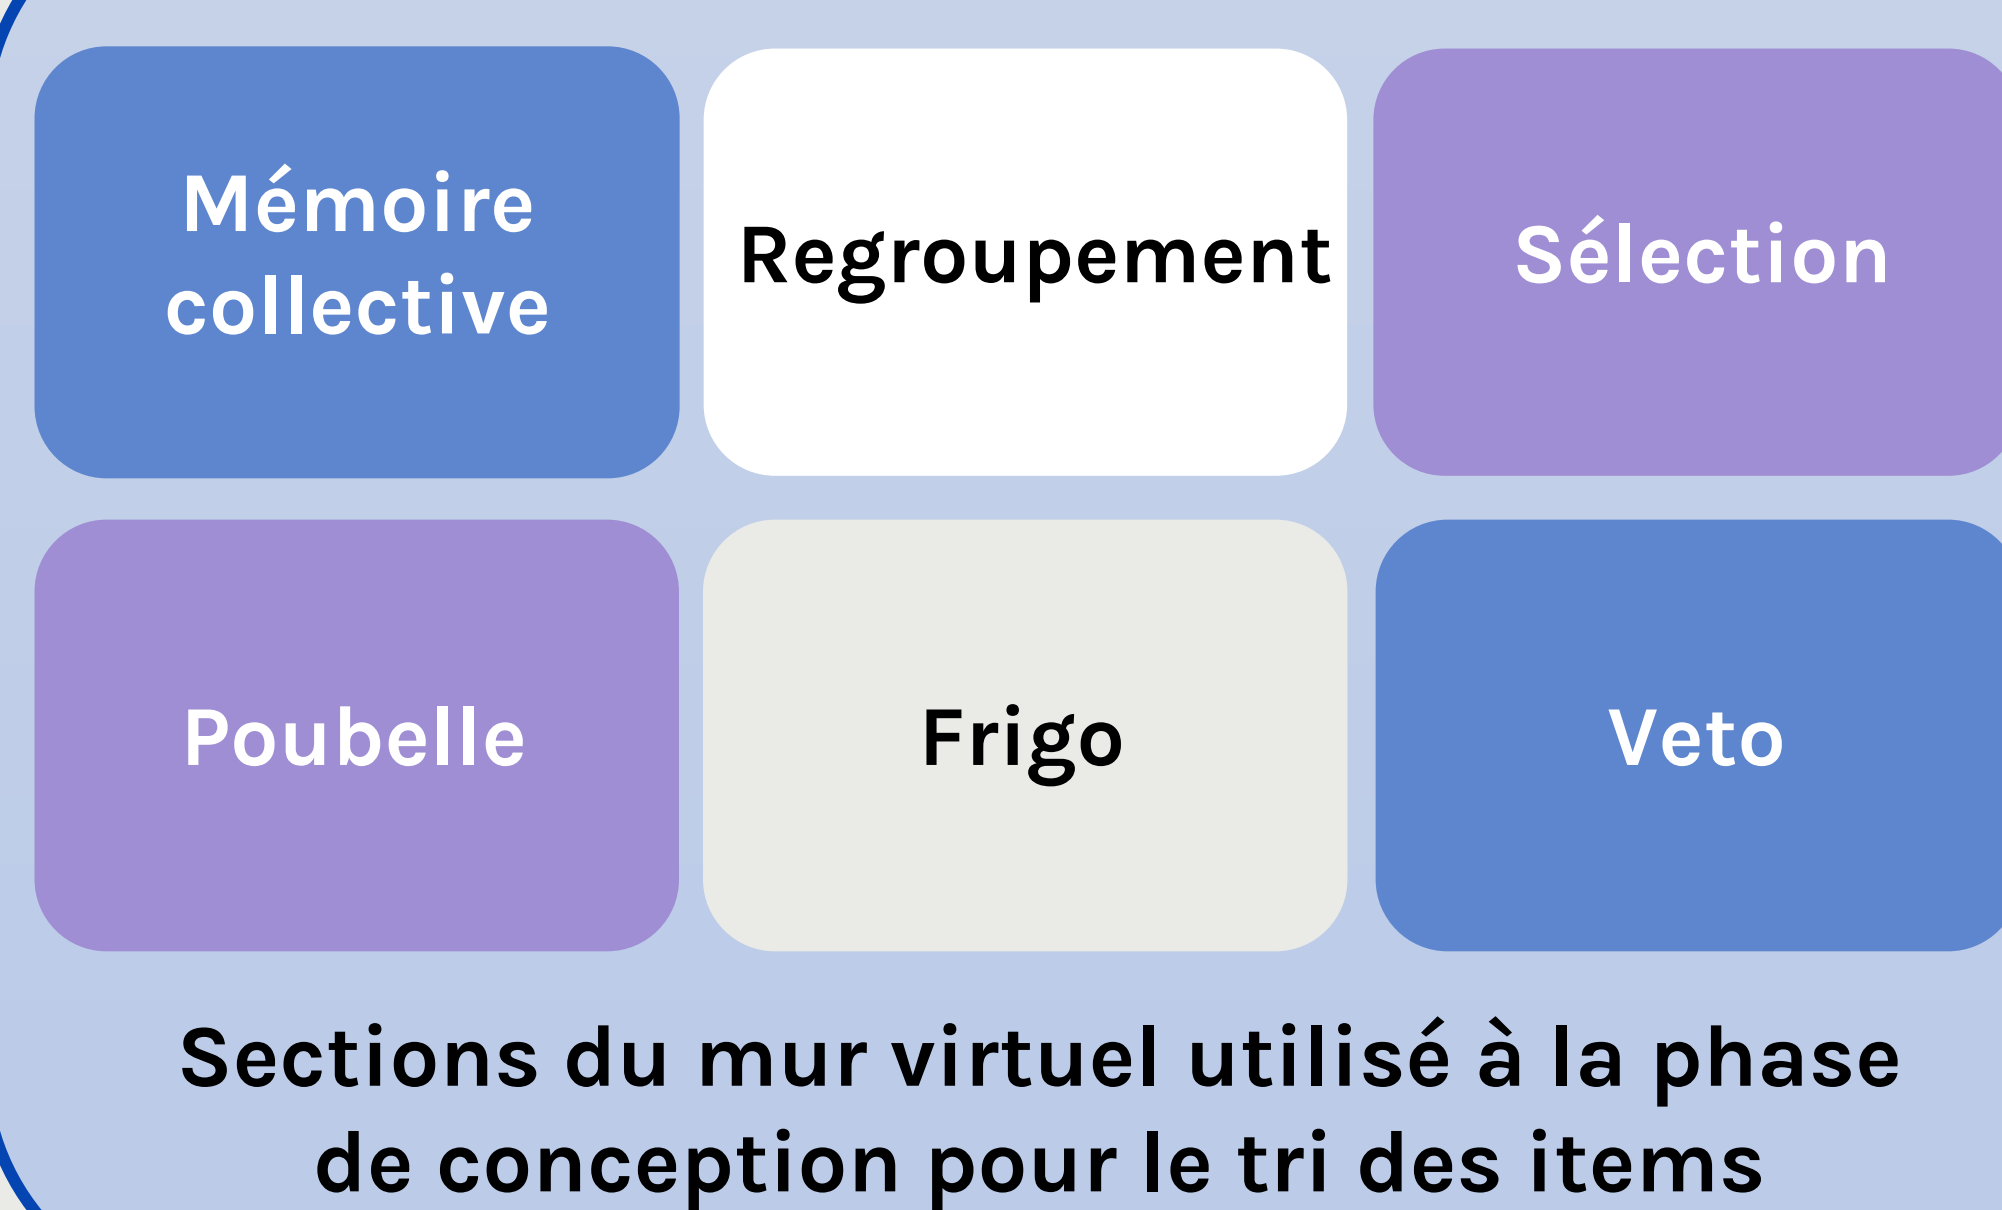 Mémoire
collective
Regroupement
Sélection
Poubelle
Frigo
Veto
Sections du mur virtuel utilisé à la phase
de conception pour le tri des items